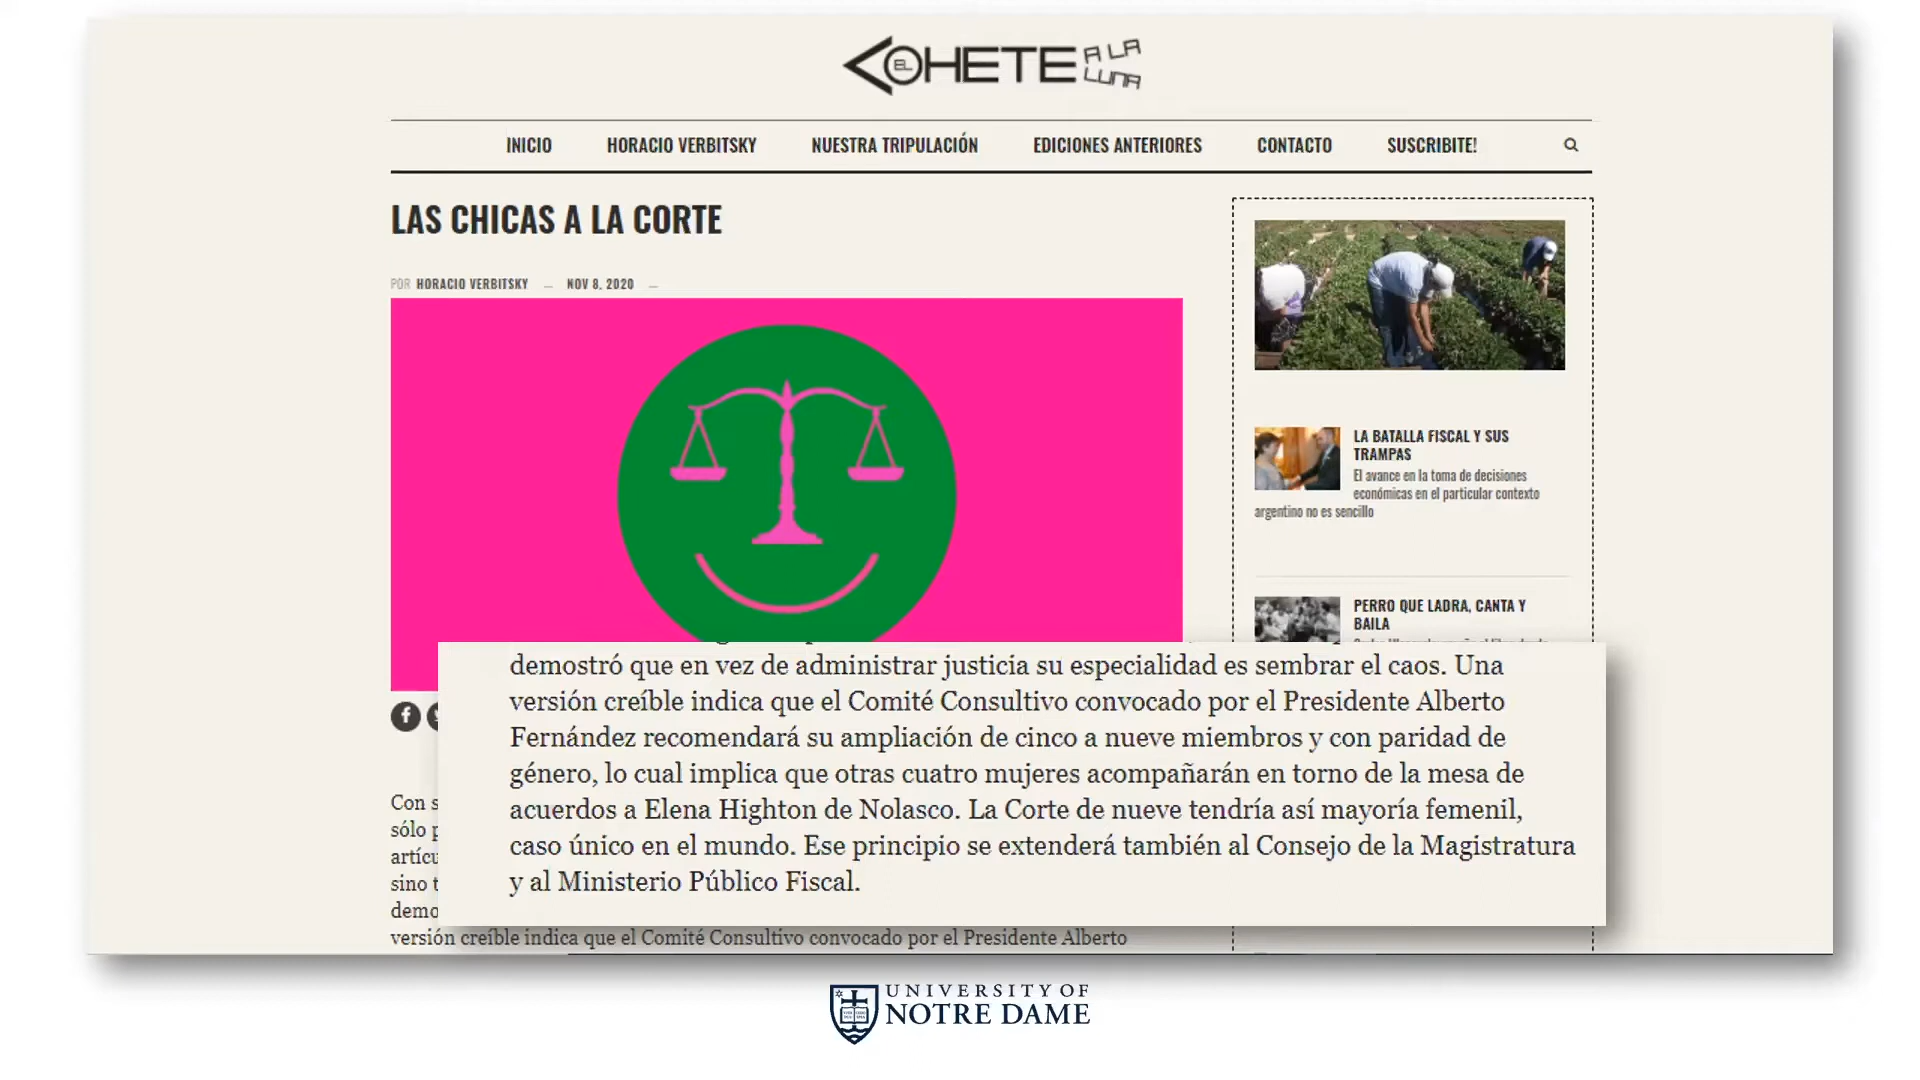 EL COHETE A LA LUNA
INICIO
HORACIO VERBITSKY
NUESTRA TRIPULACIÓN
EDICIONES ANTERIORES
CONTACTO
SUSCRIBITE!
LAS CHICAS A LA CORTE
POR HORACIO VERBITSKY — NOV 8, 2020 —
LA BATALLA FISCAL Y SUS
TRAMPAS
El avance en la toma de decisiones
económicas en el particular contexto
argentino no es sencillo
PERRO QUE LADRA, CANTA Y
BAILA
demostró que en vez de administrar justicia su especialidad es sembrar el caos. Una
versión creíble indica que el Comité Consultivo convocado por el Presidente Alberto
Fernández recomendará su ampliación de cinco a nueve miembros y con paridad de
género, lo cual implica que otras cuatro mujeres acompañarán en torno de la mesa de
acuerdos a Elena Highton de Nolasco. La Corte de nueve tendría así mayoría femenil,
caso único en el mundo. Ese principio se extenderá también al Consejo de la Magistratura
y al Ministerio Público Fiscal.
Con s
sólo p
artícu
sino t
demo
versión creíble indica que el Comité Consultivo convocado por el Presidente Alberto
UNIVERSITY OF
NOTRE DAME